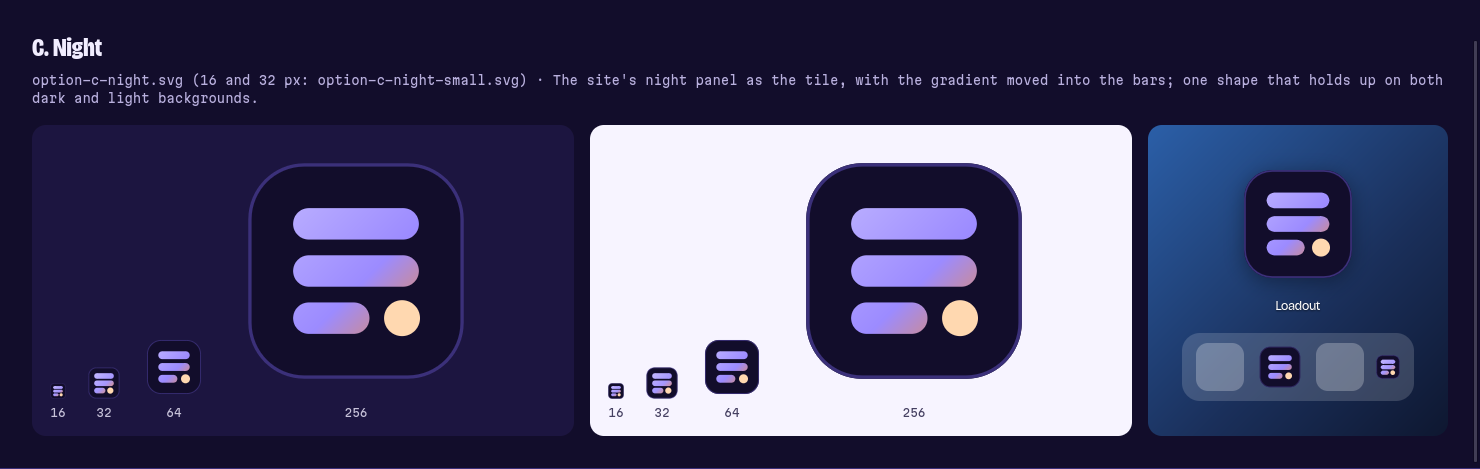 C. Night
option-c-night.svg (16 and 32 px: option-c-night-small.svg) · The site's night panel as the tile, with the gradient moved into the bars; one shape that holds up on both
dark and light backgrounds.
16 32 64 256
16 32 64 256
Loadout